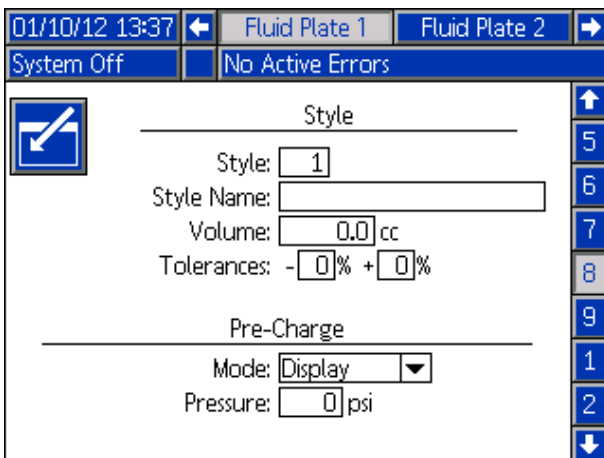 01/10/12 13:37 Fluid Plate 1 Fluid Plate 2
System Off No Active Errors
Style
5
Style: 1
6
Style Name:
Volume: 0.0 cc
7
Tolerances: - 0 % + 0 %
8
9
Pre-Charge
Mode: Display
1
Pressure: 0 psi
2